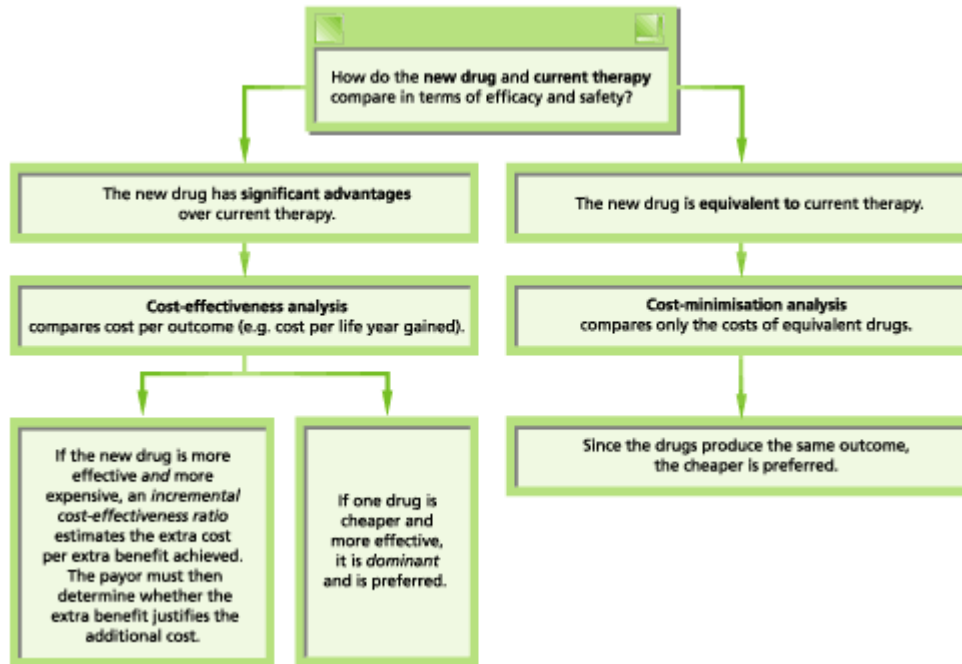 How do the new drug and current therapy
compare in terms of efficacy and safety?
The new drug has significant advantages
over current therapy.
The new drug is equivalent to current therapy.
Cost-effectiveness analysis
compares cost per outcome (e.g. cost per life year gained).
Cost-minimisation analysis
compares only the costs of equivalent drugs.
If the new drug is more
effective and more
expensive, an incremental
cost-effectiveness ratio
estimates the extra cost
per extra benefit achieved.
The payor must then
determine whether the
extra benefit justifies the
additional cost.
If one drug is
cheaper and
more effective,
it is dominant
and is preferred.
Since the drugs produce the same outcome,
the cheaper is preferred.